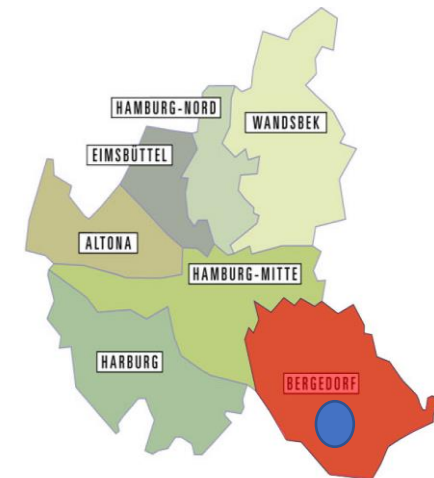 HAMBURG-NORD
WANDSBEK
EIMSBÜTTEL
ALTONA
HAMBURG-MITTE
HARBURG
BERGEDORF